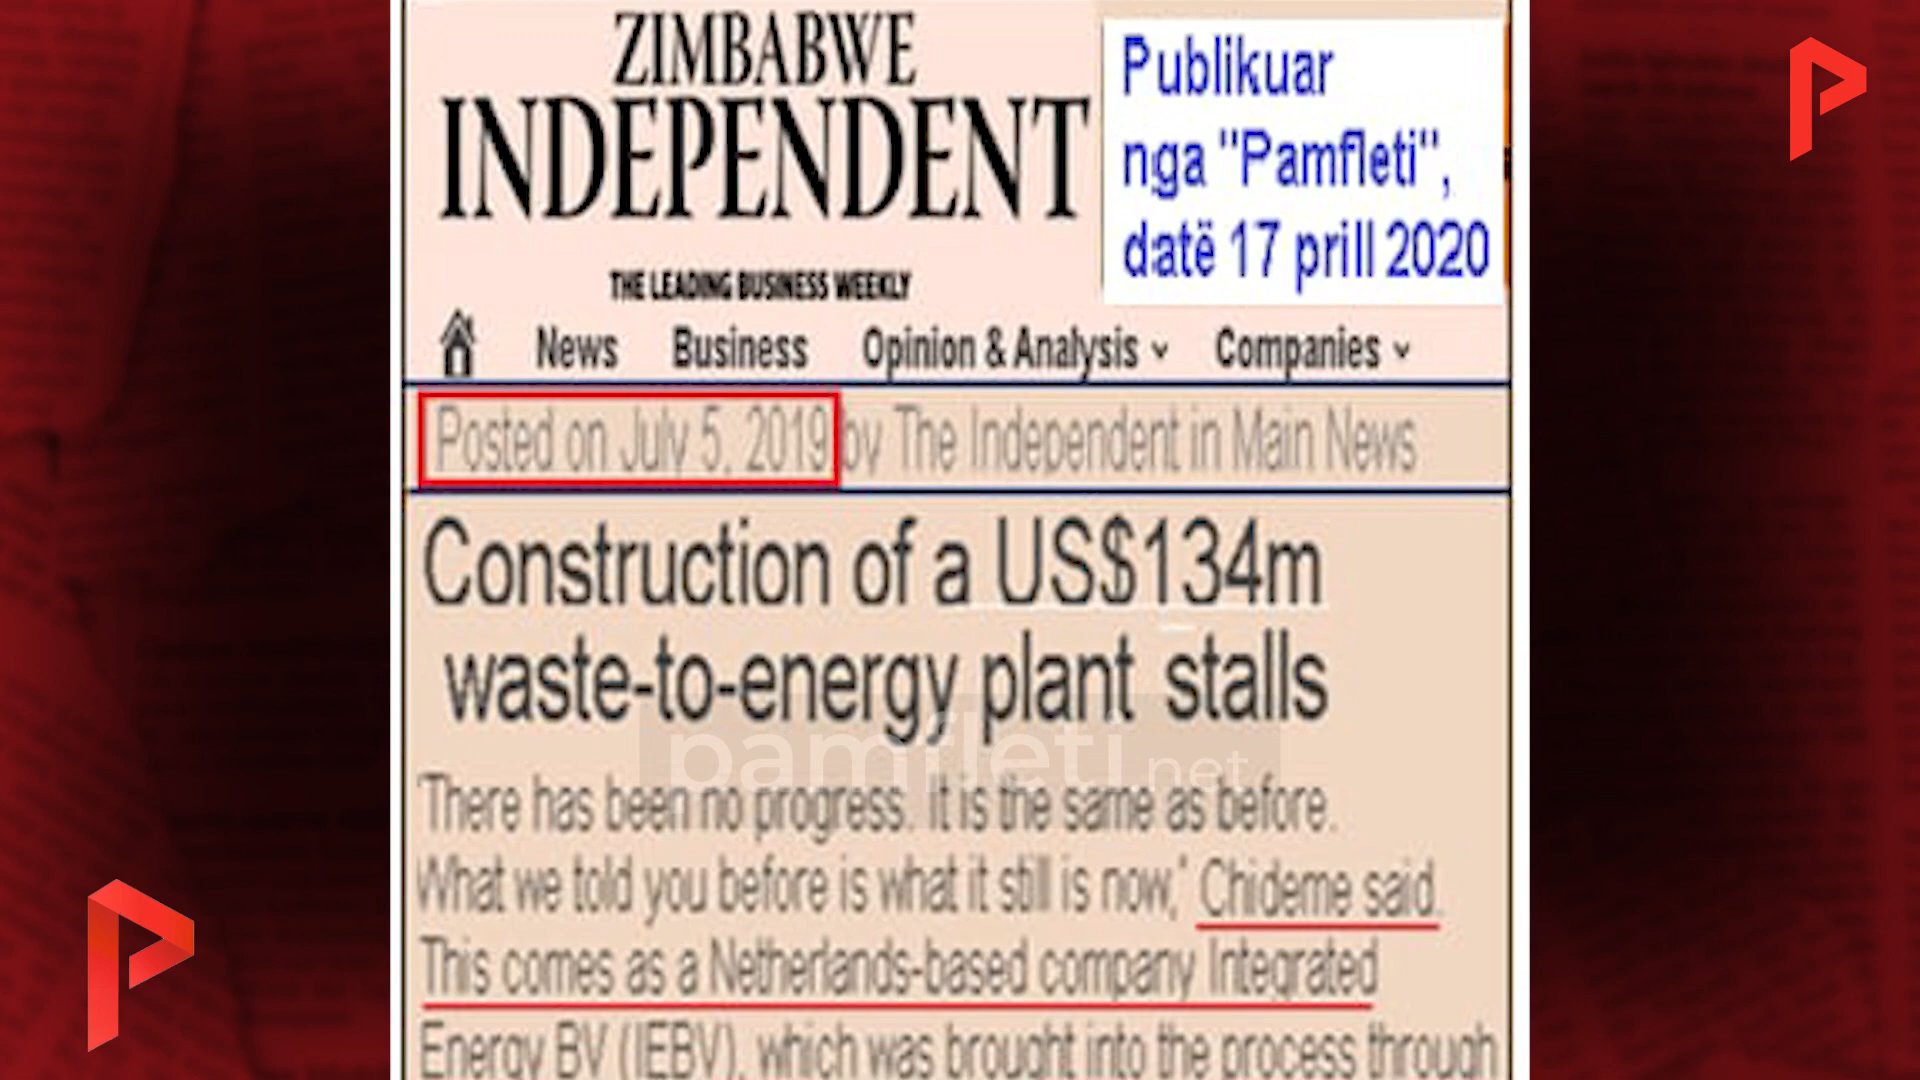 ZIMBABWE
INDEPENDENT
THE LEADING BUSINESS WEEKLY
Publikuar
nga "Pamfleti",
datë 17 prill 2020
News Business Opinion & Analysis Companies
Posted on July 5, 2019 by The Independent in Main News
Construction of a US$134m
waste-to-energy plant stalls
pamfleti.net
"There has been no progress. It is the same as before.
What we told you before is what it still is now," Chideme said.
This comes as a Netherlands-based company Integrated
Energy BV (IEBV), which was brought into the process through